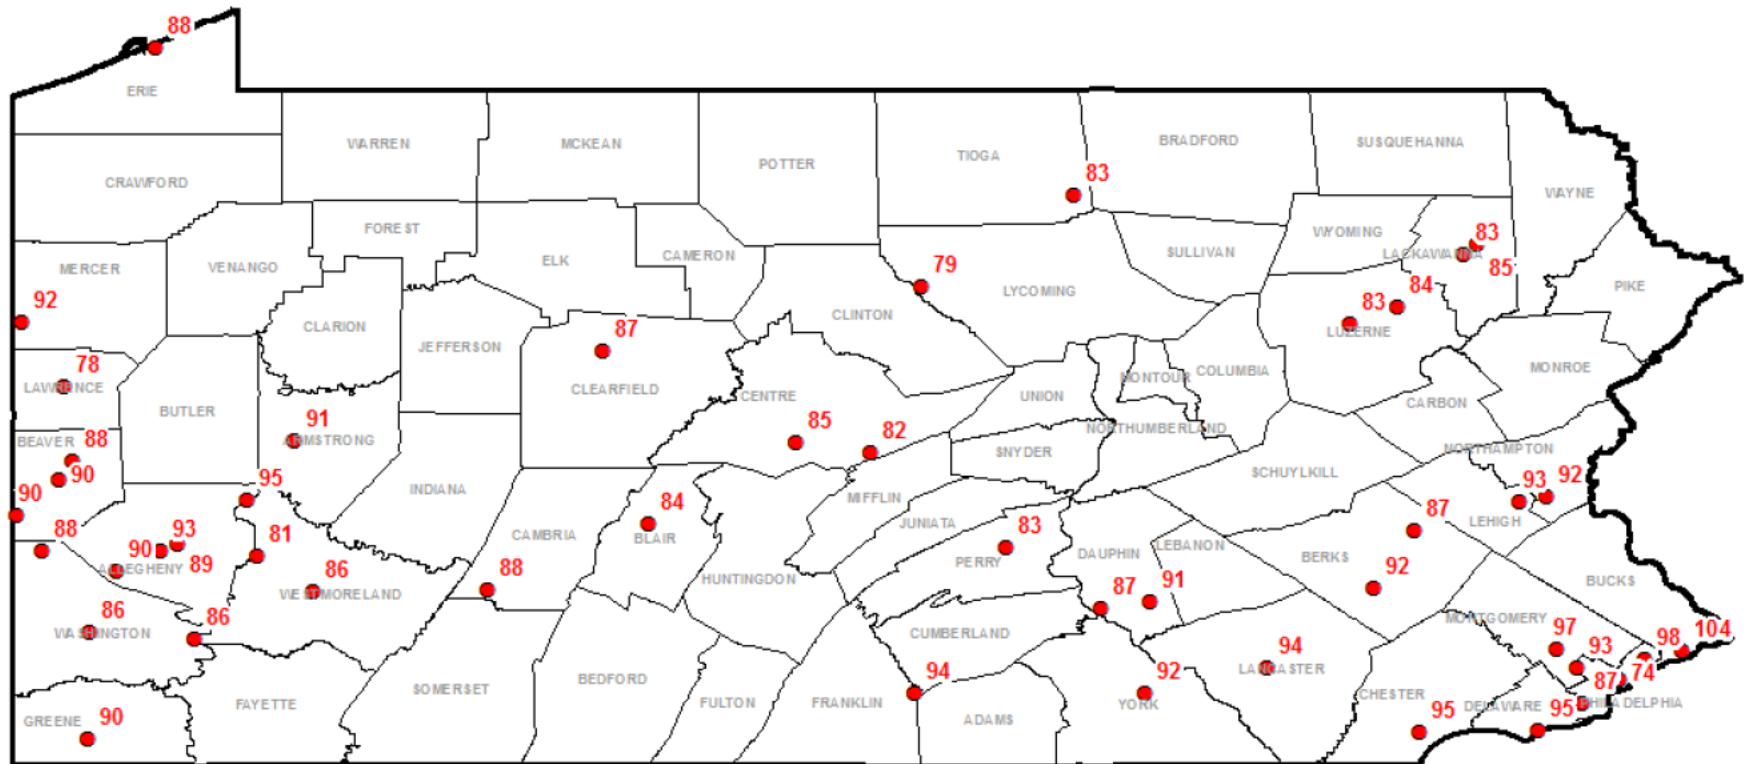 88
ERIE
WARREN
MCKEAN
POTTER
TIOGA
BRADFORD
SUSQUEHANNA
83
CRAWFORD
WAYNE
FOREST
WYOMING
83
LACKAWANNA
SULLIVAN
CAMERON
ELK
VENANGO
MERCER
79
85
92
LYCOMING
84
83
PIKE
CLINTON
CLARION
87
LUZERNE
JEFFERSON
78
LAWRENCE
CLEARFIELD
CENTRE
UNION
MONTOUR
COLUMBIA
MONROE
CARBON
BUTLER
91
ARMSTRONG
85
82
NORTHUMBERLAND
BEAVER
88
SNYDER
NORTHAMPTON
90
90
95
INDIANA
MIFFLIN
SCHUYLKILL
93
92
LEHIGH
88
93
90
89
ALLEGHENY
81
CAMBRIA
84
BLAIR
JUNIATA
83
PERRY
DAUPHIN
LEBANON
BERKS
87
86
WESTMORELAND
88
HUNTINGDON
87
91
92
BUCKS
86
WASHINGTON
86
CUMBERLAND
MONTGOMERY
97
93
98
104
94
LANCASTER
94
92
YORK
GREENE
90
FAYETTE
SOMERSET
BEDFORD
FULTON
FRANKLIN
ADAMS
CHESTER
95
DELAWARE
95
87
74
PHILADELPHIA